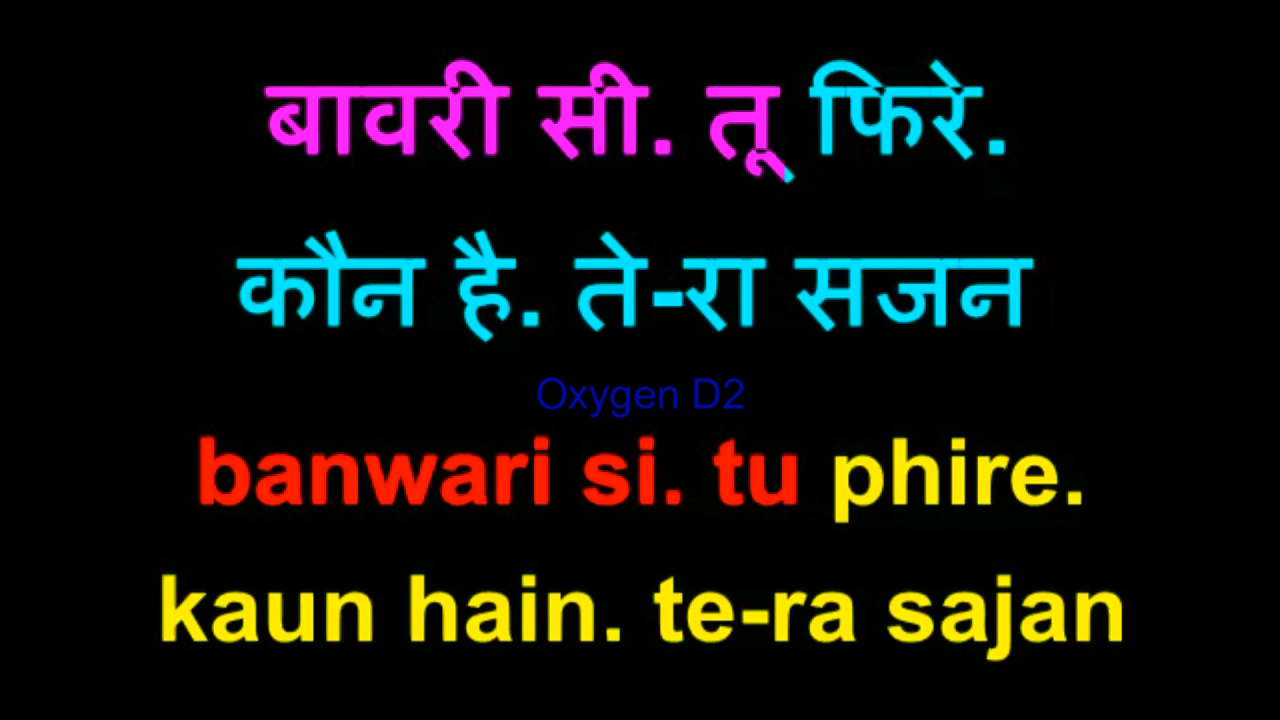 बावरी सी. तू फिरे.
कौन है. ते-रा सजन
Oxygen D2
banwari si. tu phire.
kaun hain. te-ra sajan